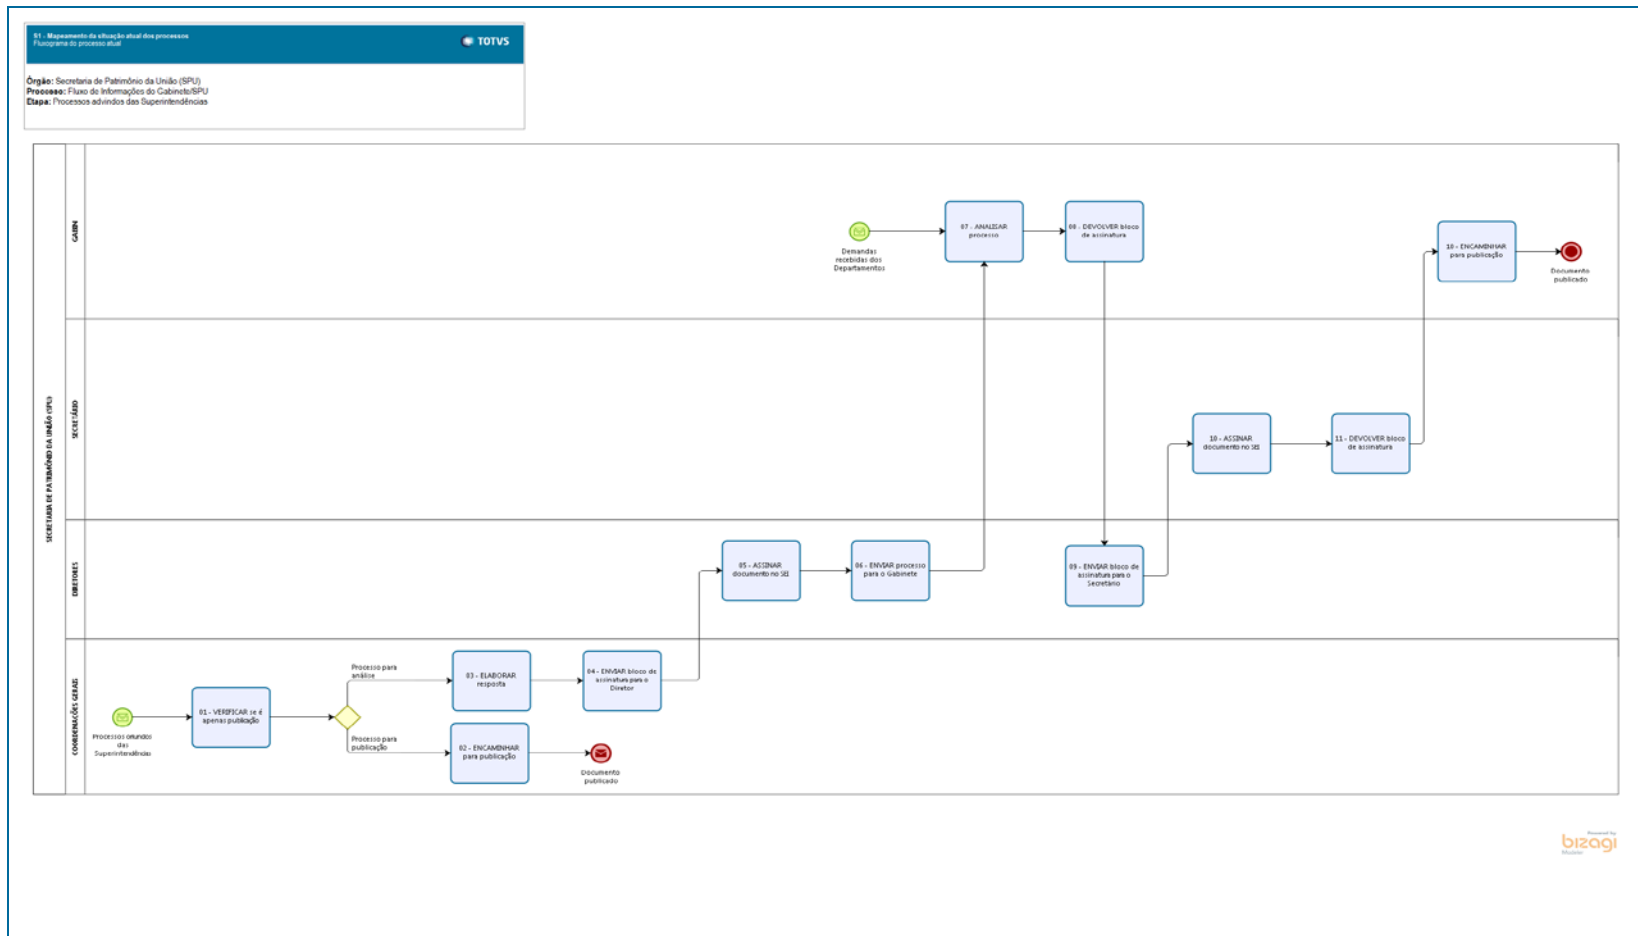 S1 - Mapeamento da situação atual dos processos
Fluxograma do processo atual
TOTVS
Órgão: Secretaria de Patrimônio da União (SPU)
Processo: Fluxo de Informações do Gabinete/SPU
Etapa: Processos advindos das Superintendências
SECRETARIA DE PATRIMÔNIO DA UNIÃO (SPU)
GABIN
Demandas
recebidas dos
Departamentos
07 - ANALISAR
processo
08 - DEVOLVER bloco
de assinatura
10 - ENCAMINHAR
para publicação
Documento
publicado
SECRETÁRIO
10 - ASSINAR
documento no SEI
11 - DEVOLVER bloco
de assinatura
DIRETORES
05 - ASSINAR
documento no SEI
06 - ENVIAR processo
para o Gabinete
09 - ENVIAR bloco de
assinatura para o
Secretário
COORDENAÇÕES GERAIS
Processos oriundos
das
Superintendências
01 - VERIFICAR se é
apenas publicação
Processo para
análise
03 - ELABORAR
resposta
04 - ENVIAR bloco de
assinatura para o
Diretor
Processo para
publicação
02 - ENCAMINHAR
para publicação
Documento
publicado
Powered by
bizagi
Modeler